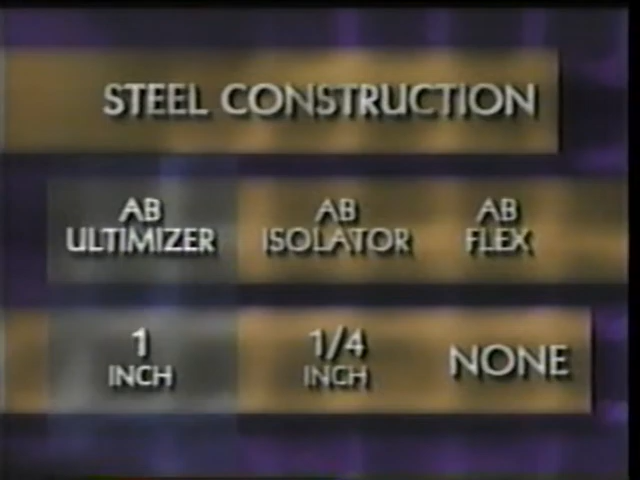 STEEL CONSTRUCTION
AB ULTIMIZER
AB ISOLATOR
AB FLEX
1 INCH
1/4 INCH
NONE